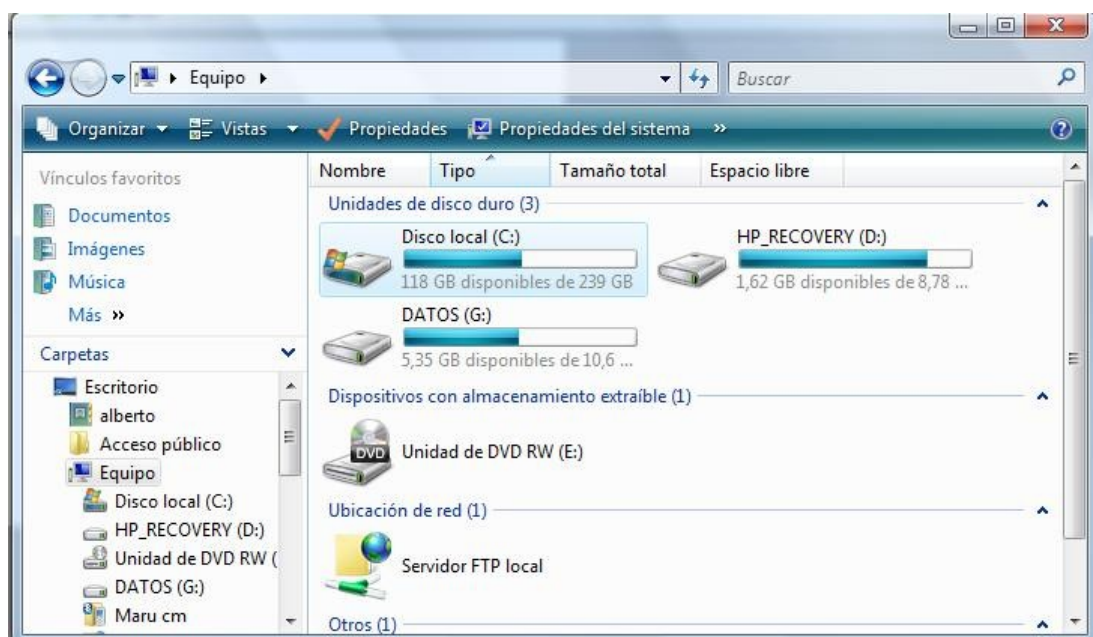 Equipo
Buscar
Organizar Vistas Propiedades Propiedades del sistema »
Vínculos favoritos
Documentos
Imágenes
Música
Más »
Carpetas
Escritorio
alberto
Acceso público
Equipo
Disco local (C:)
HP_RECOVERY (D:)
Unidad de DVD RW (
DATOS (G:)
Maru cm
Nombre Tipo Tamaño total Espacio libre
Unidades de disco duro (3)
Disco local (C:)
118 GB disponibles de 239 GB
HP_RECOVERY (D:)
1,62 GB disponibles de 8,78 ...
DATOS (G:)
5,35 GB disponibles de 10,6 ...
Dispositivos con almacenamiento extraíble (1)
DVD
Unidad de DVD RW (E:)
Ubicación de red (1)
Servidor FTP local
Otros (1)